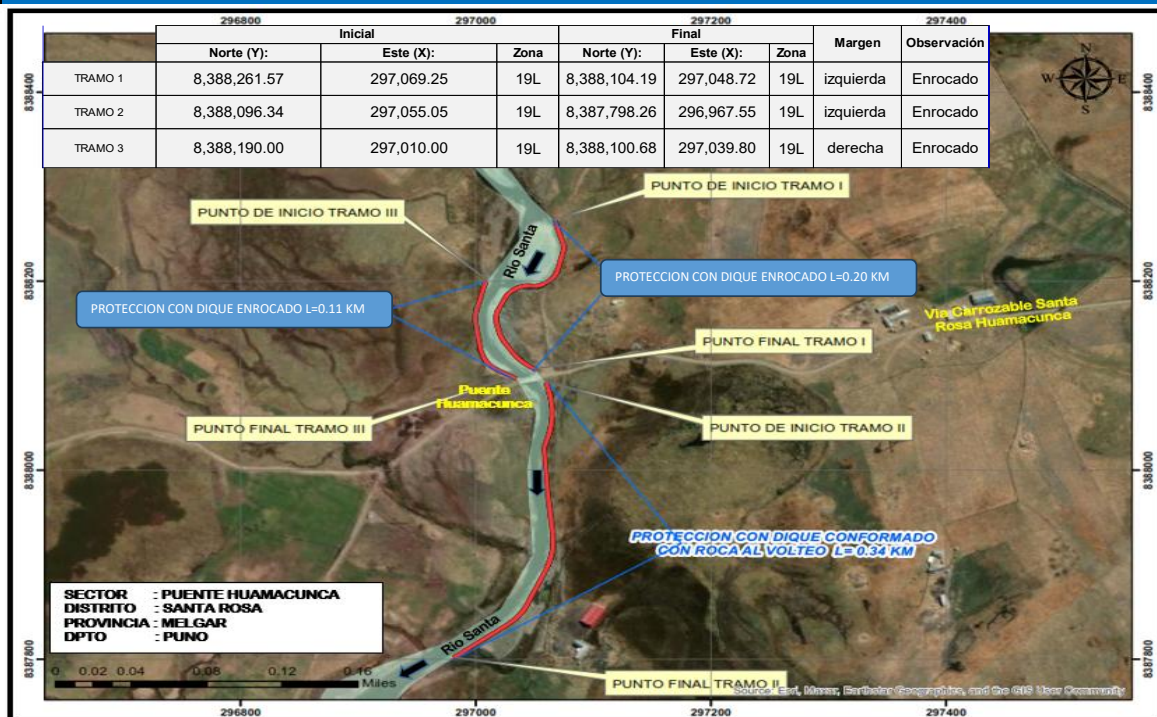 296800 297000 297200 297400
Inicial Final Margen Observación
Norte (Y): Este (X): Zona Norte (Y): Este (X): Zona
TRAMO 1 8,388,261.57 297,069.25 19L 8,388,104.19 297,048.72 19L izquierda Enrocado
TRAMO 2 8,388,096.34 297,055.05 19L 8,387,798.26 296,967.55 19L izquierda Enrocado
TRAMO 3 8,388,190.00 297,010.00 19L 8,388,100.68 297,039.80 19L derecha Enrocado
N
W E
S
8388400 8388400
PUNTO DE INICIO TRAMO I
PUNTO DE INICIO TRAMO III
Rio Santa
PROTECCION CON DIQUE ENROCADO L=0.20 KM
8388200 8388200
PROTECCION CON DIQUE ENROCADO L=0.11 KM
Via Carrozable Santa
Rosa Huamacunca
PUNTO FINAL TRAMO I
Puente
Huamacunca
PUNTO FINAL TRAMO III
PUNTO DE INICIO TRAMO II
8388000 8388000
PROTECCION CON DIQUE CONFORMADO
CON ROCA AL VOLTEO L= 0.34 KM
SECTOR : PUENTE HUAMACUNCA
DISTRITO : SANTA ROSA
PROVINCIA : MELGAR
DPTO : PUNO
Rio Santa
8387800 8387800
0 0.02 0.04 0.08 0.12 0.16
Miles
PUNTO FINAL TRAMO II
Source: Esri, Maxar, Earthstar Geographics, and the GIS User Community
296800 297000 297200 297400